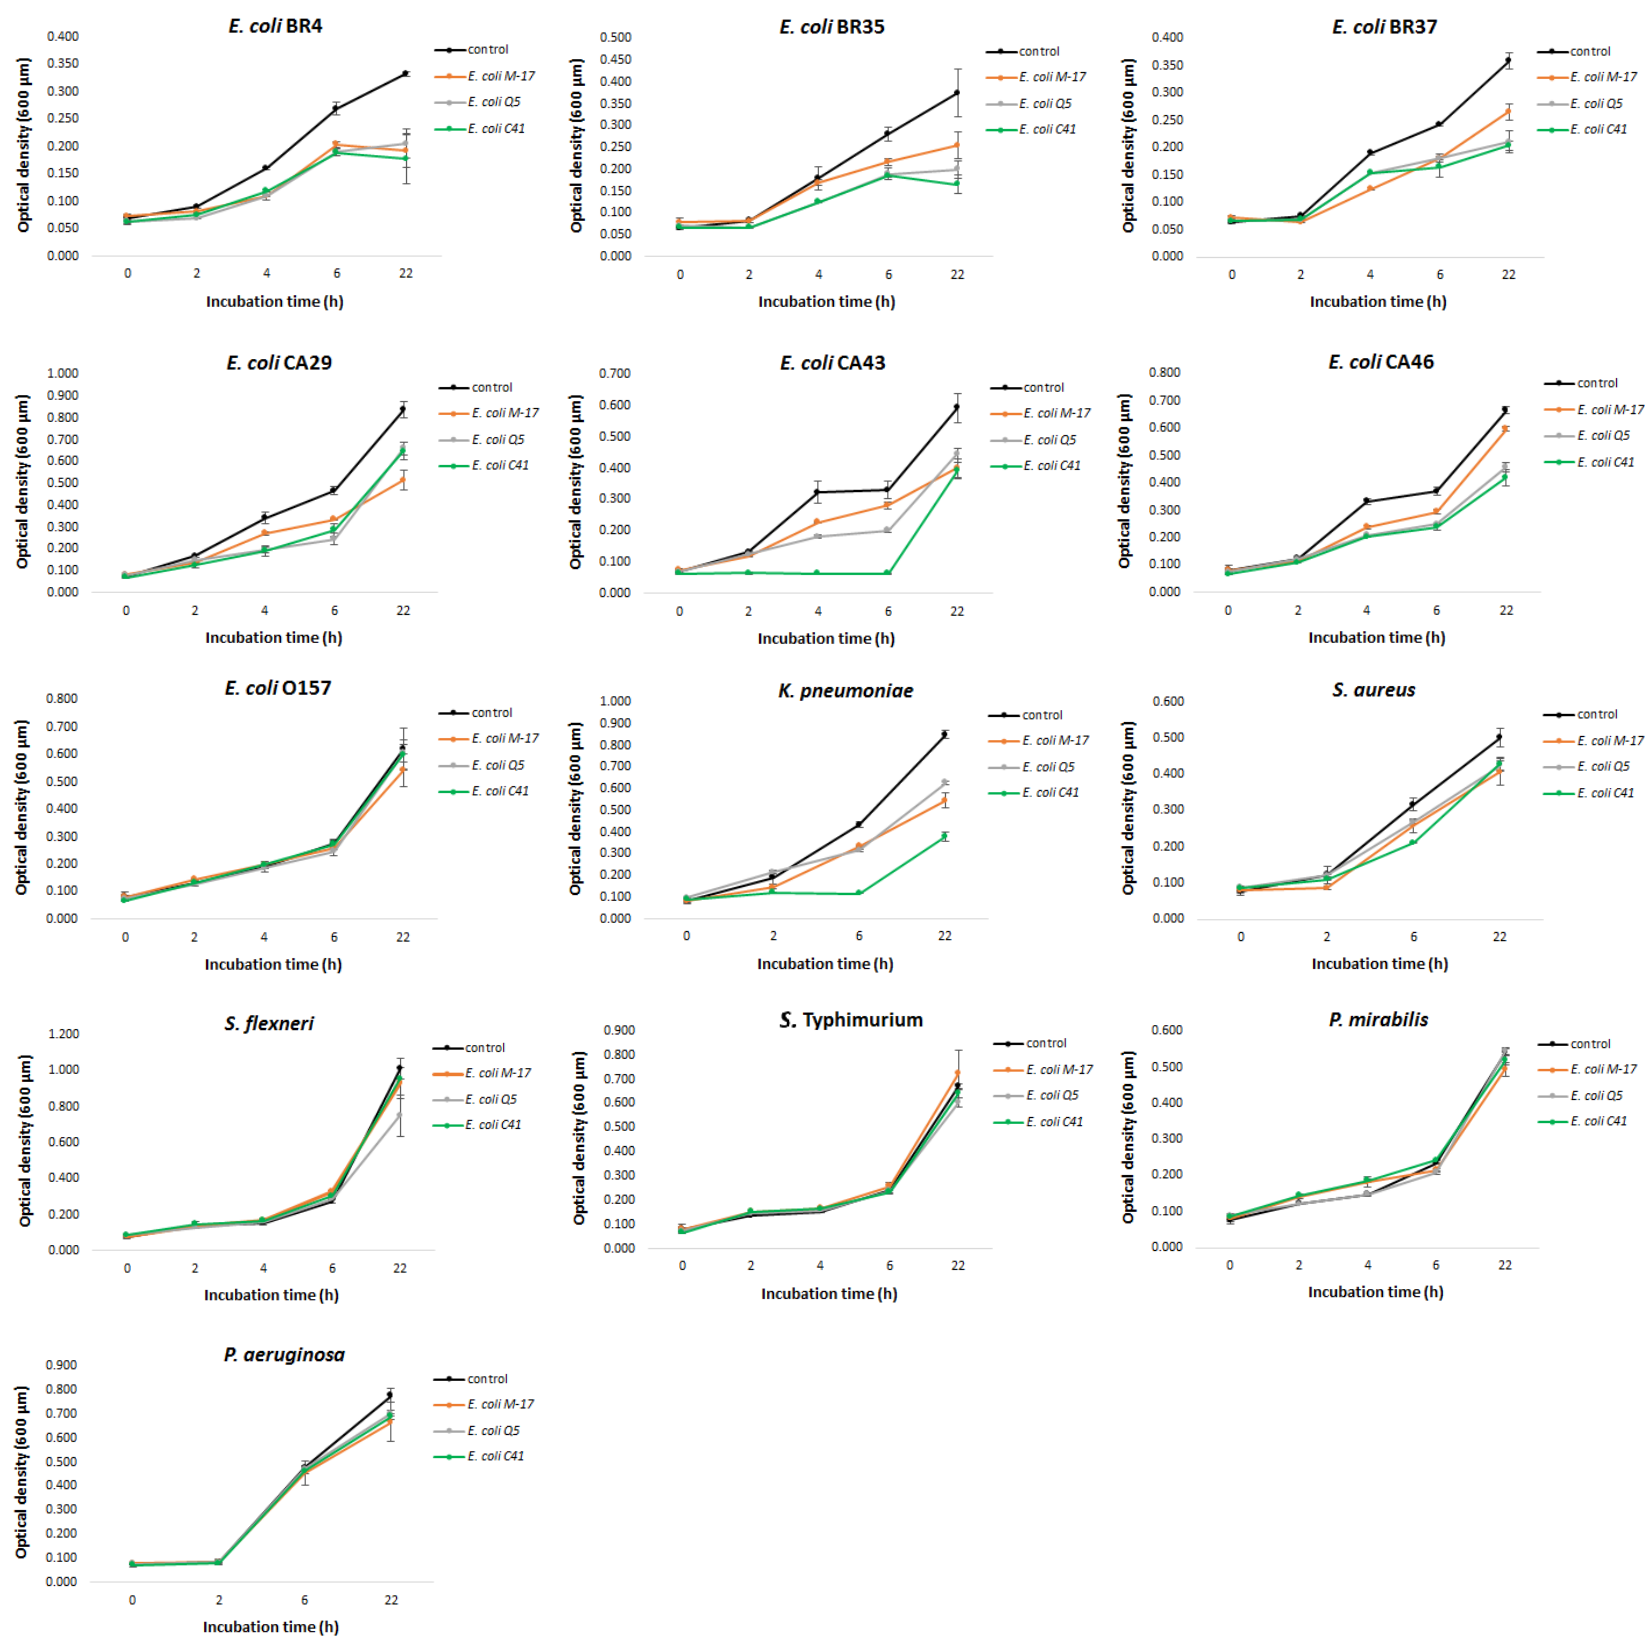 E. coli BR4
0.400
0.350
0.300
0.250
0.200
0.150
0.100
0.050
0.000
Optical density (600 µm)
0 2 4 6 22
Incubation time (h)
control
E. coli M-17
E. coli Q5
E. coli C41
E. coli BR35
0.500
0.450
0.400
0.350
0.300
0.250
0.200
0.150
0.100
0.050
0.000
Optical density (600 µm)
0 2 4 6 22
Incubation time (h)
control
E. coli M-17
E. coli Q5
E. coli C41
E. coli BR37
0.400
0.350
0.300
0.250
0.200
0.150
0.100
0.050
0.000
Optical density (600 µm)
0 2 4 6 22
Incubation time (h)
control
E. coli M-17
E. coli Q5
E. coli C41
E. coli CA29
1.000
0.900
0.800
0.700
0.600
0.500
0.400
0.300
0.200
0.100
0.000
Optical density (600 µm)
0 2 4 6 22
Incubation time (h)
control
E. coli M-17
E. coli Q5
E. coli C41
E. coli CA43
0.700
0.600
0.500
0.400
0.300
0.200
0.100
0.000
Optical density (600 µm)
0 2 4 6 22
Incubation time (h)
control
E. coli M-17
E. coli Q5
E. coli C41
E. coli CA46
0.800
0.700
0.600
0.500
0.400
0.300
0.200
0.100
0.000
Optical density (600 µm)
0 2 4 6 22
Incubation time (h)
control
E. coli M-17
E. coli Q5
E. coli C41
E. coli O157
0.800
0.700
0.600
0.500
0.400
0.300
0.200
0.100
0.000
Optical density (600 µm)
0 2 4 6 22
Incubation time (h)
control
E. coli M-17
E. coli Q5
E. coli C41
K. pneumoniae
1.000
0.900
0.800
0.700
0.600
0.500
0.400
0.300
0.200
0.100
0.000
Optical density (600 µm)
0 2 6 22
Incubation time (h)
control
E. coli M-17
E. coli Q5
E. coli C41
S. aureus
0.600
0.500
0.400
0.300
0.200
0.100
0.000
Optical density (600 µm)
0 2 6 22
Incubation time (h)
control
E. coli M-17
E. coli Q5
E. coli C41
S. flexneri
1.200
1.000
0.800
0.600
0.400
0.200
0.000
Optical density (600 µm)
0 2 4 6 22
Incubation time (h)
control
E. coli M-17
E. coli Q5
E. coli C41
S. Typhimurium
0.900
0.800
0.700
0.600
0.500
0.400
0.300
0.200
0.100
0.000
Optical density (600 µm)
0 2 4 6 22
Incubation time (h)
control
E. coli M-17
E. coli Q5
E. coli C41
P. mirabilis
0.600
0.500
0.400
0.300
0.200
0.100
0.000
Optical density (600 µm)
0 2 4 6 22
Incubation time (h)
control
E. coli M-17
E. coli Q5
E. coli C41
P. aeruginosa
0.900
0.800
0.700
0.600
0.500
0.400
0.300
0.200
0.100
0.000
Optical density (600 µm)
0 2 6 22
Incubation time (h)
control
E. coli M-17
E. coli Q5
E. coli C41